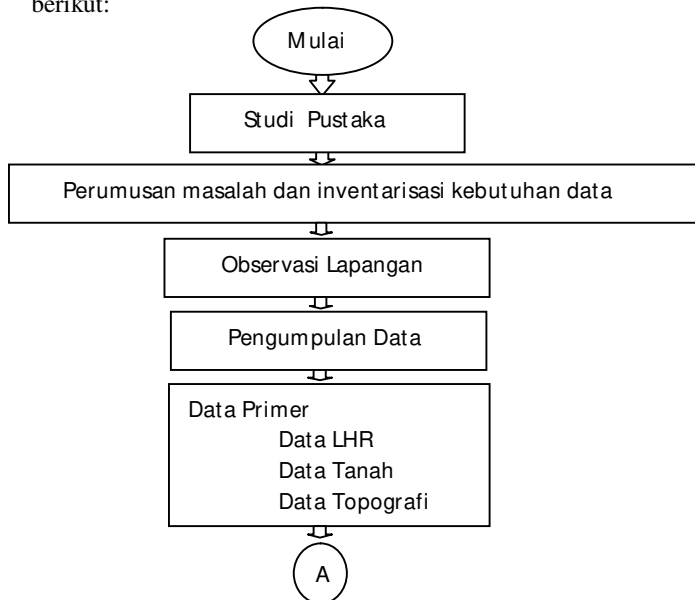 berikut:
Mulai
Studi Pustaka
Perumusan masalah dan inventarisasi kebutuhan data
Observasi Lapangan
Pengumpulan Data
Data Primer
Data LHR
Data Tanah
Data Topografi
A